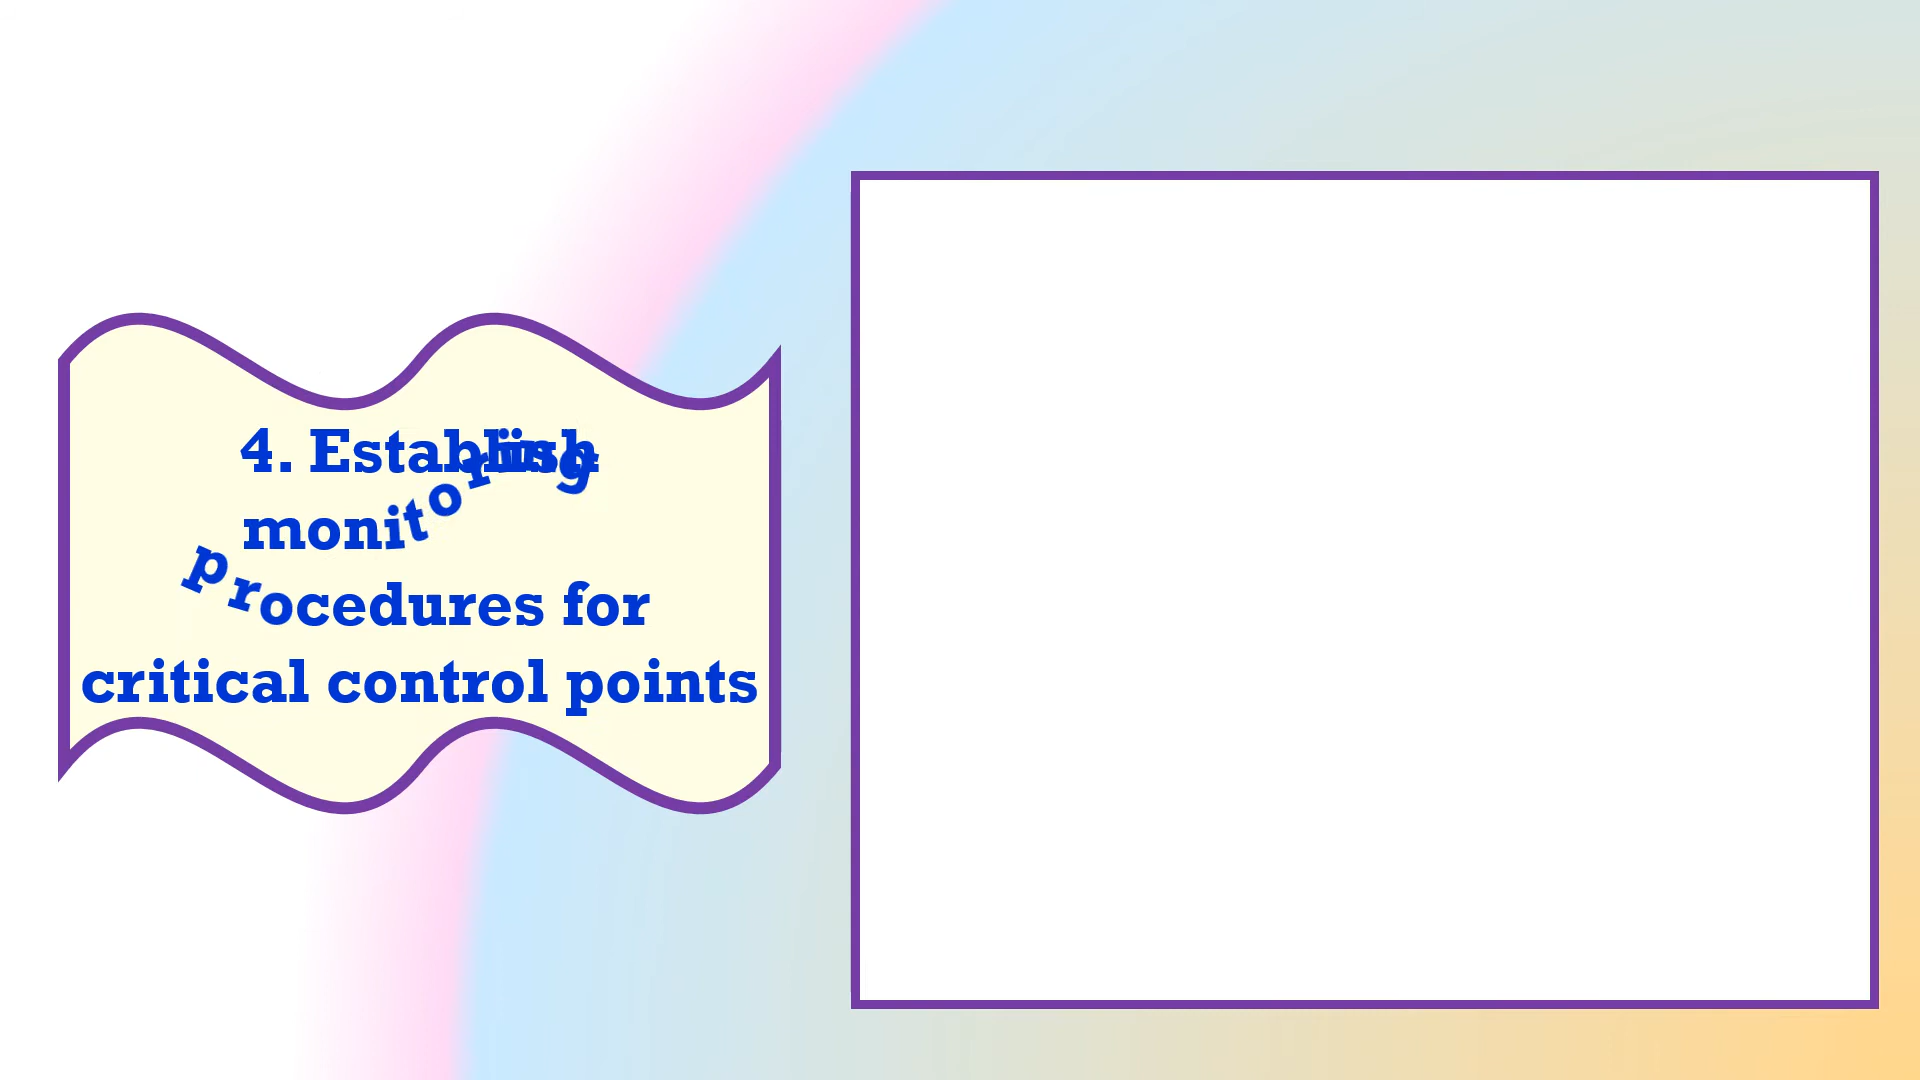 4. Establish
monitoring
procedures for
critical control points